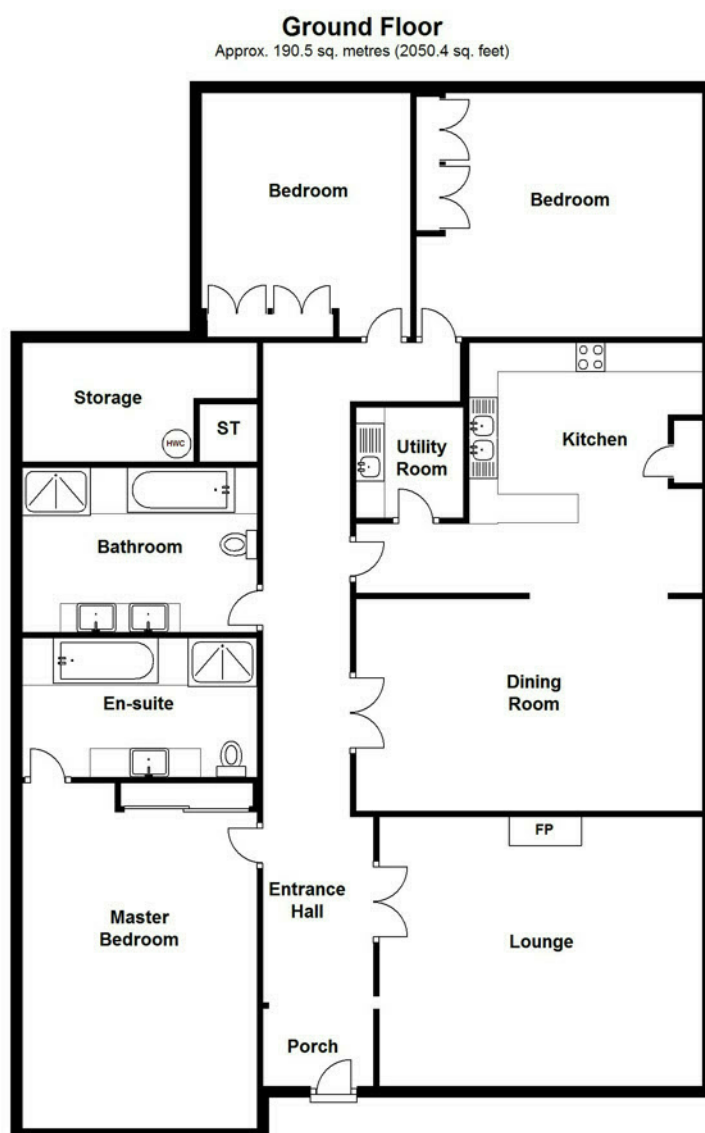 Ground Floor
Approx. 190.5 sq. metres (2050.4 sq. feet)
Bedroom
Bedroom
Storage
ST
HWC
Utility
Room
Kitchen
Bathroom
En-suite
Dining
Room
FP
Master
Bedroom
Entrance
Hall
Lounge
Porch